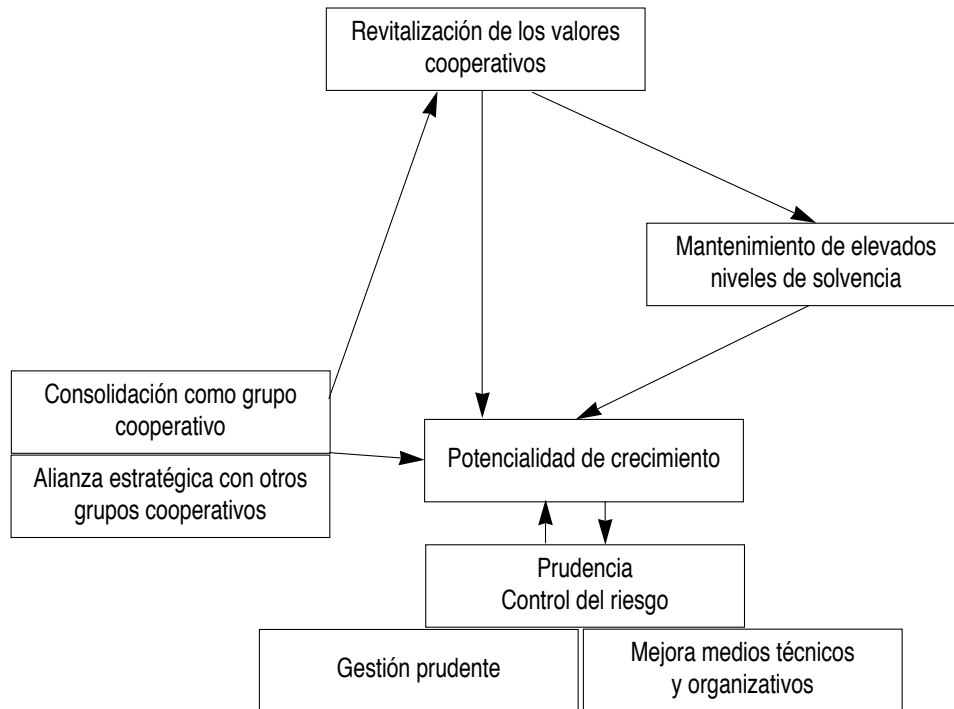 Revitalización de los valores
cooperativos
Mantenimiento de elevados
niveles de solvencia
Consolidación como grupo
cooperativo
Alianza estratégica con otros
grupos cooperativos
Potencialidad de crecimiento
Prudencia
Control del riesgo
Gestión prudente
Mejora medios técnicos
y organizativos